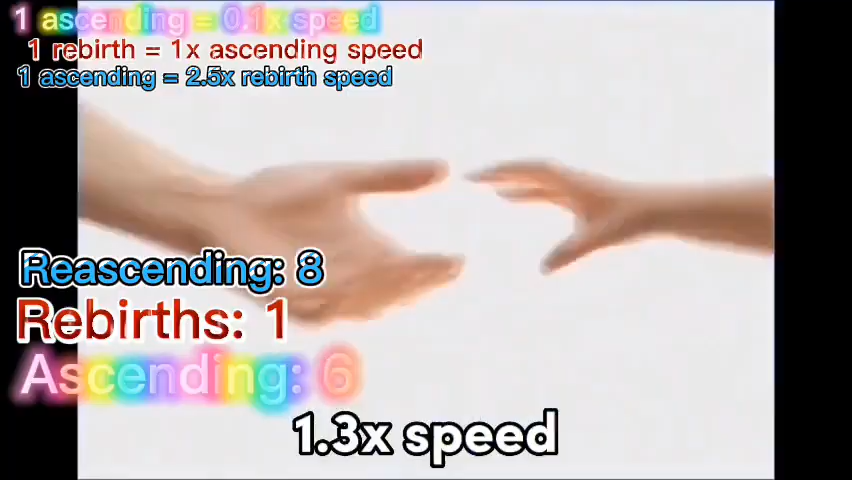 1 ascending = 0.1x speed
1 rebirth = 1x ascending speed
1 ascending = 2.5x rebirth speed
Reascending: 8
Rebirths: 1
Ascending: 6
1.3x speed